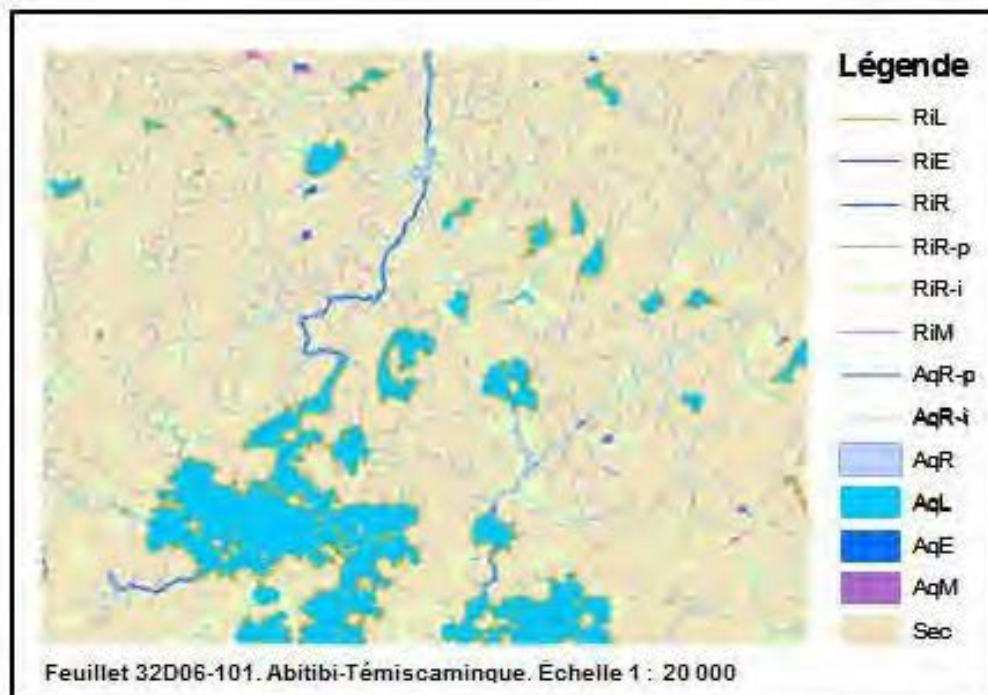 Légende
RiL
RiE
RiR
RiR-p
RiR-i
RiM
AqR-p
AqR-i
AqR
AqL
AqE
AqM
Sec
Feuillet 32D06-101. Abitibi-Témiscamingue. Echelle 1 : 20 000